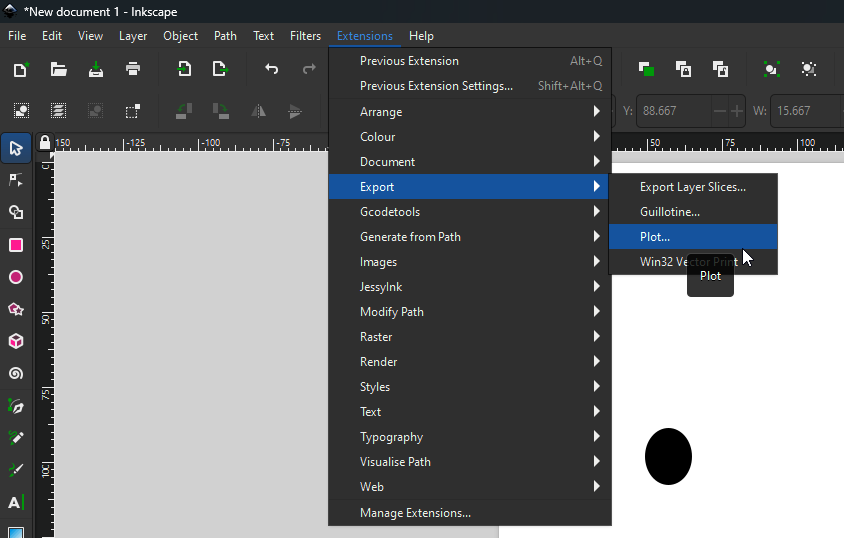 *New document 1 - Inkscape
File Edit View Layer Object Path Text Filters Extensions Help
Previous Extension Alt+Q
Previous Extension Settings... Shift+Alt+Q
Y: 88.667 W: 15.667
Arrange
Colour
150 -125 -100 -75 50 75 100
Document
Export
Export Layer Slices...
Gcodetools
Guillotine...
Generate from Path
Plot...
Images
Win32 Vector Print
Plot
JessyInk
Modify Path
Raster
Render
Styles
Text
Typography
Visualise Path
Web
Manage Extensions...
0
25
50
75
100